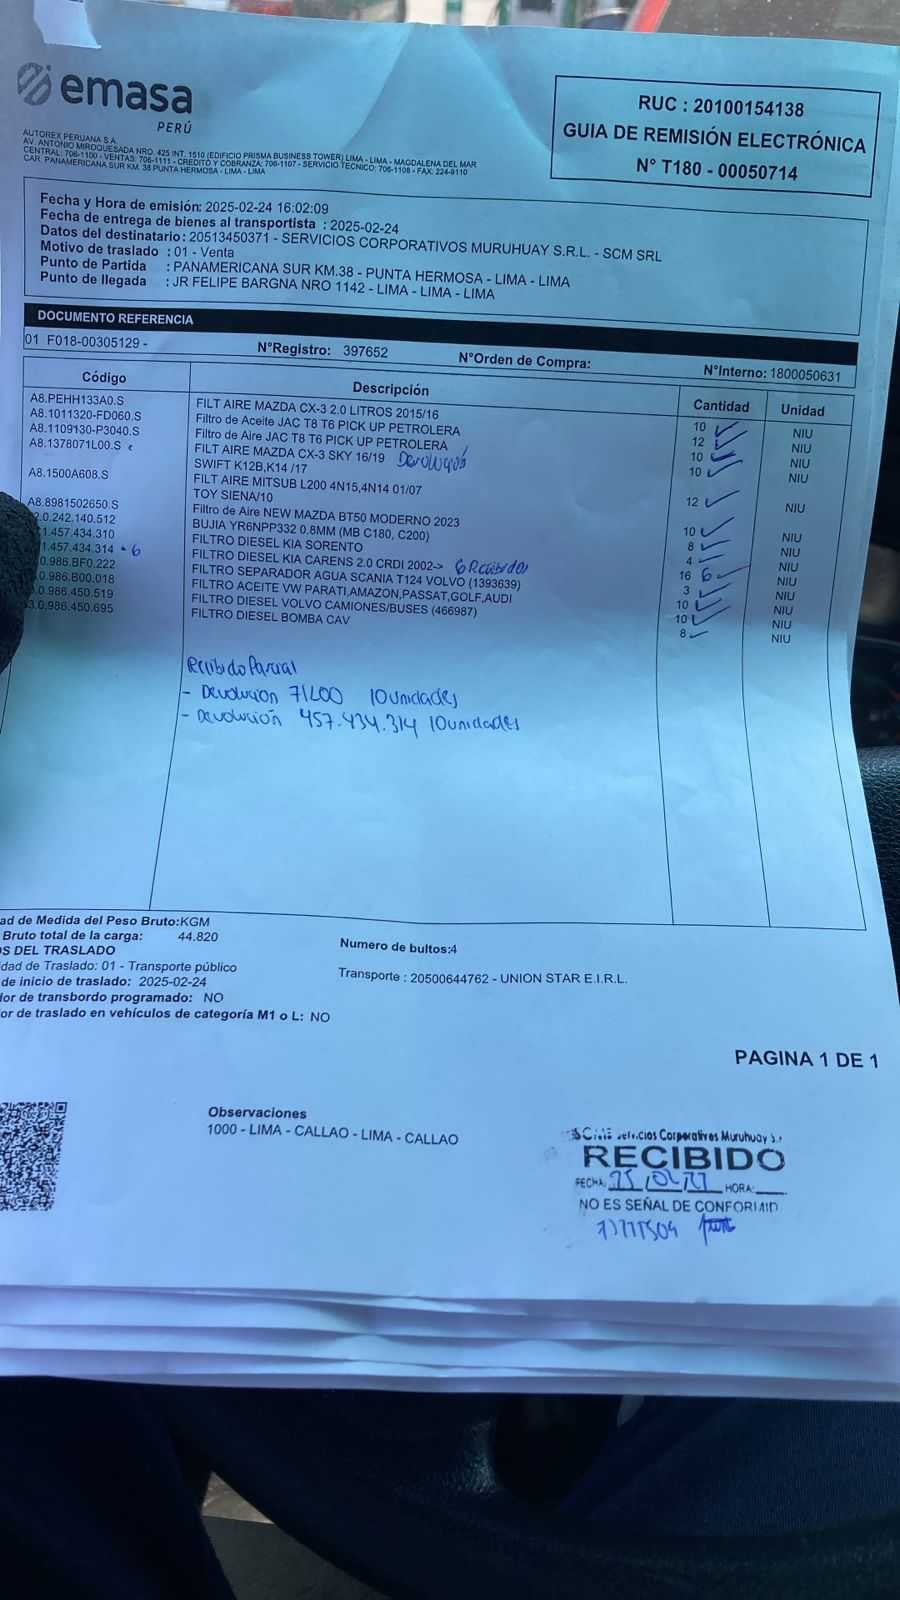 emasa
PERÚ
AUTOREX PERUANA S.A.
AV. ANTONIO MIROQUESADA NRO. 425 INT. 1510 (EDIFICIO PRISMA BUSINESS TOWER) LIMA - LIMA - MAGDALENA DEL MAR
CENTRAL: 706-1100 - VENTAS: 706-1111 - CREDITO Y COBRANZA: 706-1107 - SERVICIO TECNICO: 706-1108 - FAX: 224-9110
CAR. PANAMERICANA SUR KM. 38 PUNTA HERMOSA - LIMA - LIMA
RUC : 20100154138
GUIA DE REMISIÓN ELECTRÓNICA
N° T180 - 00050714
Fecha y Hora de emisión: 2025-02-24 16:02:09
Fecha de entrega de bienes al transportista : 2025-02-24
Datos del destinatario: 20513450371 - SERVICIOS CORPORATIVOS MURUHUAY S.R.L. - SCM SRL
Motivo de traslado : 01 - Venta
Punto de Partida : PANAMERICANA SUR KM.38 - PUNTA HERMOSA - LIMA - LIMA
Punto de llegada : JR FELIPE BARGNA NRO 1142 - LIMA - LIMA - LIMA
DOCUMENTO REFERENCIA
01 F018-00305129 - N°Registro: 397652 N°Orden de Compra: N°Interno: 1800050631
Código Descripción Cantidad Unidad
A8.PEHH133A0.S FILT AIRE MAZDA CX-3 2.0 LITROS 2015/16 10 NIU
A8.1011320-FD060.S Filtro de Aceite JAC T8 T6 PICK UP PETROLERA 12 NIU
A8.1109130-P3040.S Filtro de Aire JAC T8 T6 PICK UP PETROLERA 10 NIU
A8.1378071L00.S FILT AIRE MAZDA CX-3 SKY 16/19 Devolución 10 NIU
SWIFT K12B,K14 /17
A8.1500A608.S FILT AIRE MITSUB L200 4N15,4N14 01/07 12 NIU
TOY SIENA/10
A8.8981502650.S Filtro de Aire NEW MAZDA BT50 MODERNO 2023 10 NIU
0.242.140.512 BUJIA YR6NPP332 0.8MM (MB C180, C200) 8 NIU
1.457.434.310 FILTRO DIESEL KIA SORENTO 4 NIU
1.457.434.314 • 6 FILTRO DIESEL KIA CARENS 2.0 CRDI 2002-> 6 Recibidos 16 6 NIU
0.986.BF0.222 FILTRO SEPARADOR AGUA SCANIA T124 VOLVO (1393639) 3 NIU
0.986.B00.018 FILTRO ACEITE VW PARATI,AMAZON,PASSAT,GOLF,AUDI 10 NIU
0.986.450.519 FILTRO DIESEL VOLVO CAMIONES/BUSES (466987) 10 NIU
0.986.450.695 FILTRO DIESEL BOMBA CAV 8 NIU
Recibido Parcial
- Devolucion 71L00 10 unidades
- Devolución 457.434.314 10 unidades
ad de Medida del Peso Bruto:KGM
Bruto total de la carga: 44.820
Numero de bultos:4
OS DEL TRASLADO
idad de Traslado: 01 - Transporte público
Transporte : 20500644762 - UNION STAR E.I.R.L.
de inicio de traslado: 2025-02-24
dor de transbordo programado: NO
or de traslado en vehículos de categoría M1 o L: NO
PAGINA 1 DE 1
Observaciones
1000 - LIMA - CALLAO - LIMA - CALLAO
Corporativos Muruhuay
RECIBIDO
FECHA: HORA:
NO ES SEÑAL DE CONFORMID